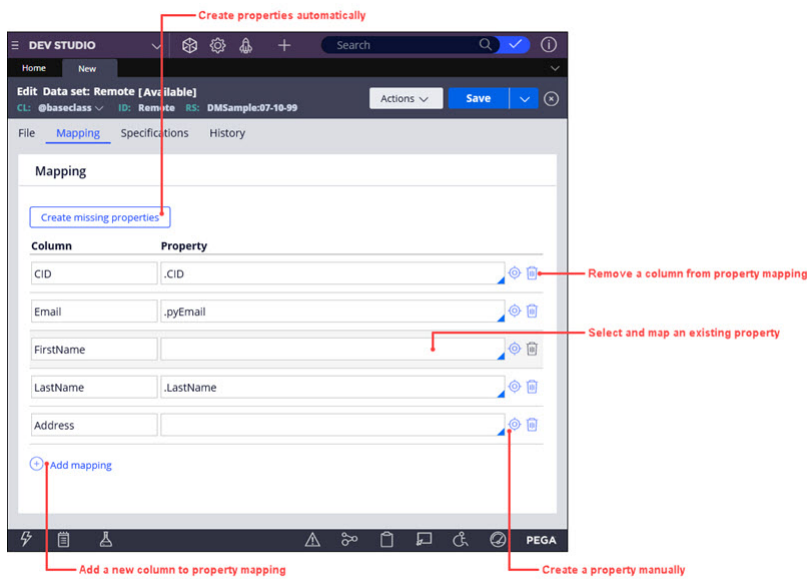 Create properties automatically
DEV STUDIO
Search
Home New
Edit Data set: Remote [Available]
CL: @baseclass ID: Remote RS: DMSample:07-10-99
Actions Save
File Mapping Specifications History
Mapping
Create missing properties
Column Property
CID .CID
Remove a column from property mapping
Email .pyEmail
Select and map an existing property
FirstName
LastName .LastName
Address
Add mapping
PEGA
Add a new column to property mapping
Create a property manually